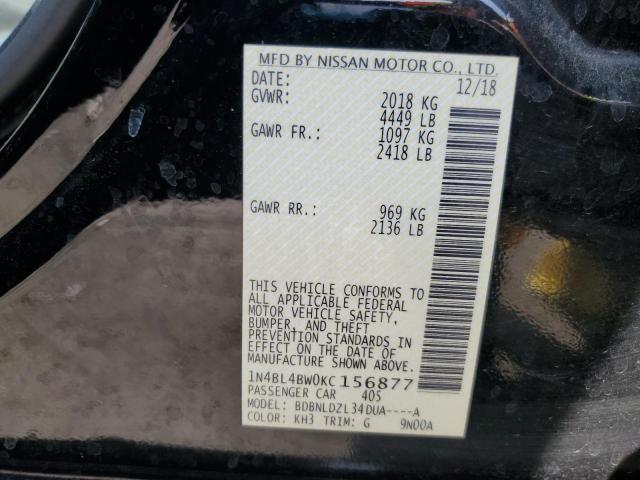 MFD BY NISSAN MOTOR CO., LTD.
DATE: 12/18
GVWR: 2018 KG
4449 LB
GAWR FR.: 1097 KG
2418 LB
GAWR RR.: 969 KG
2136 LB
THIS VEHICLE CONFORMS TO
ALL APPLICABLE FEDERAL
MOTOR VEHICLE SAFETY,
BUMPER, AND THEFT
PREVENTION STANDARDS IN
EFFECT ON THE DATE OF
MANUFACTURE SHOWN ABOVE.
1N4BL4BW0KC156877
PASSENGER CAR 405
MODEL: BDBNLDZL34DUA----A
COLOR: KH3 TRIM: G 9N00A